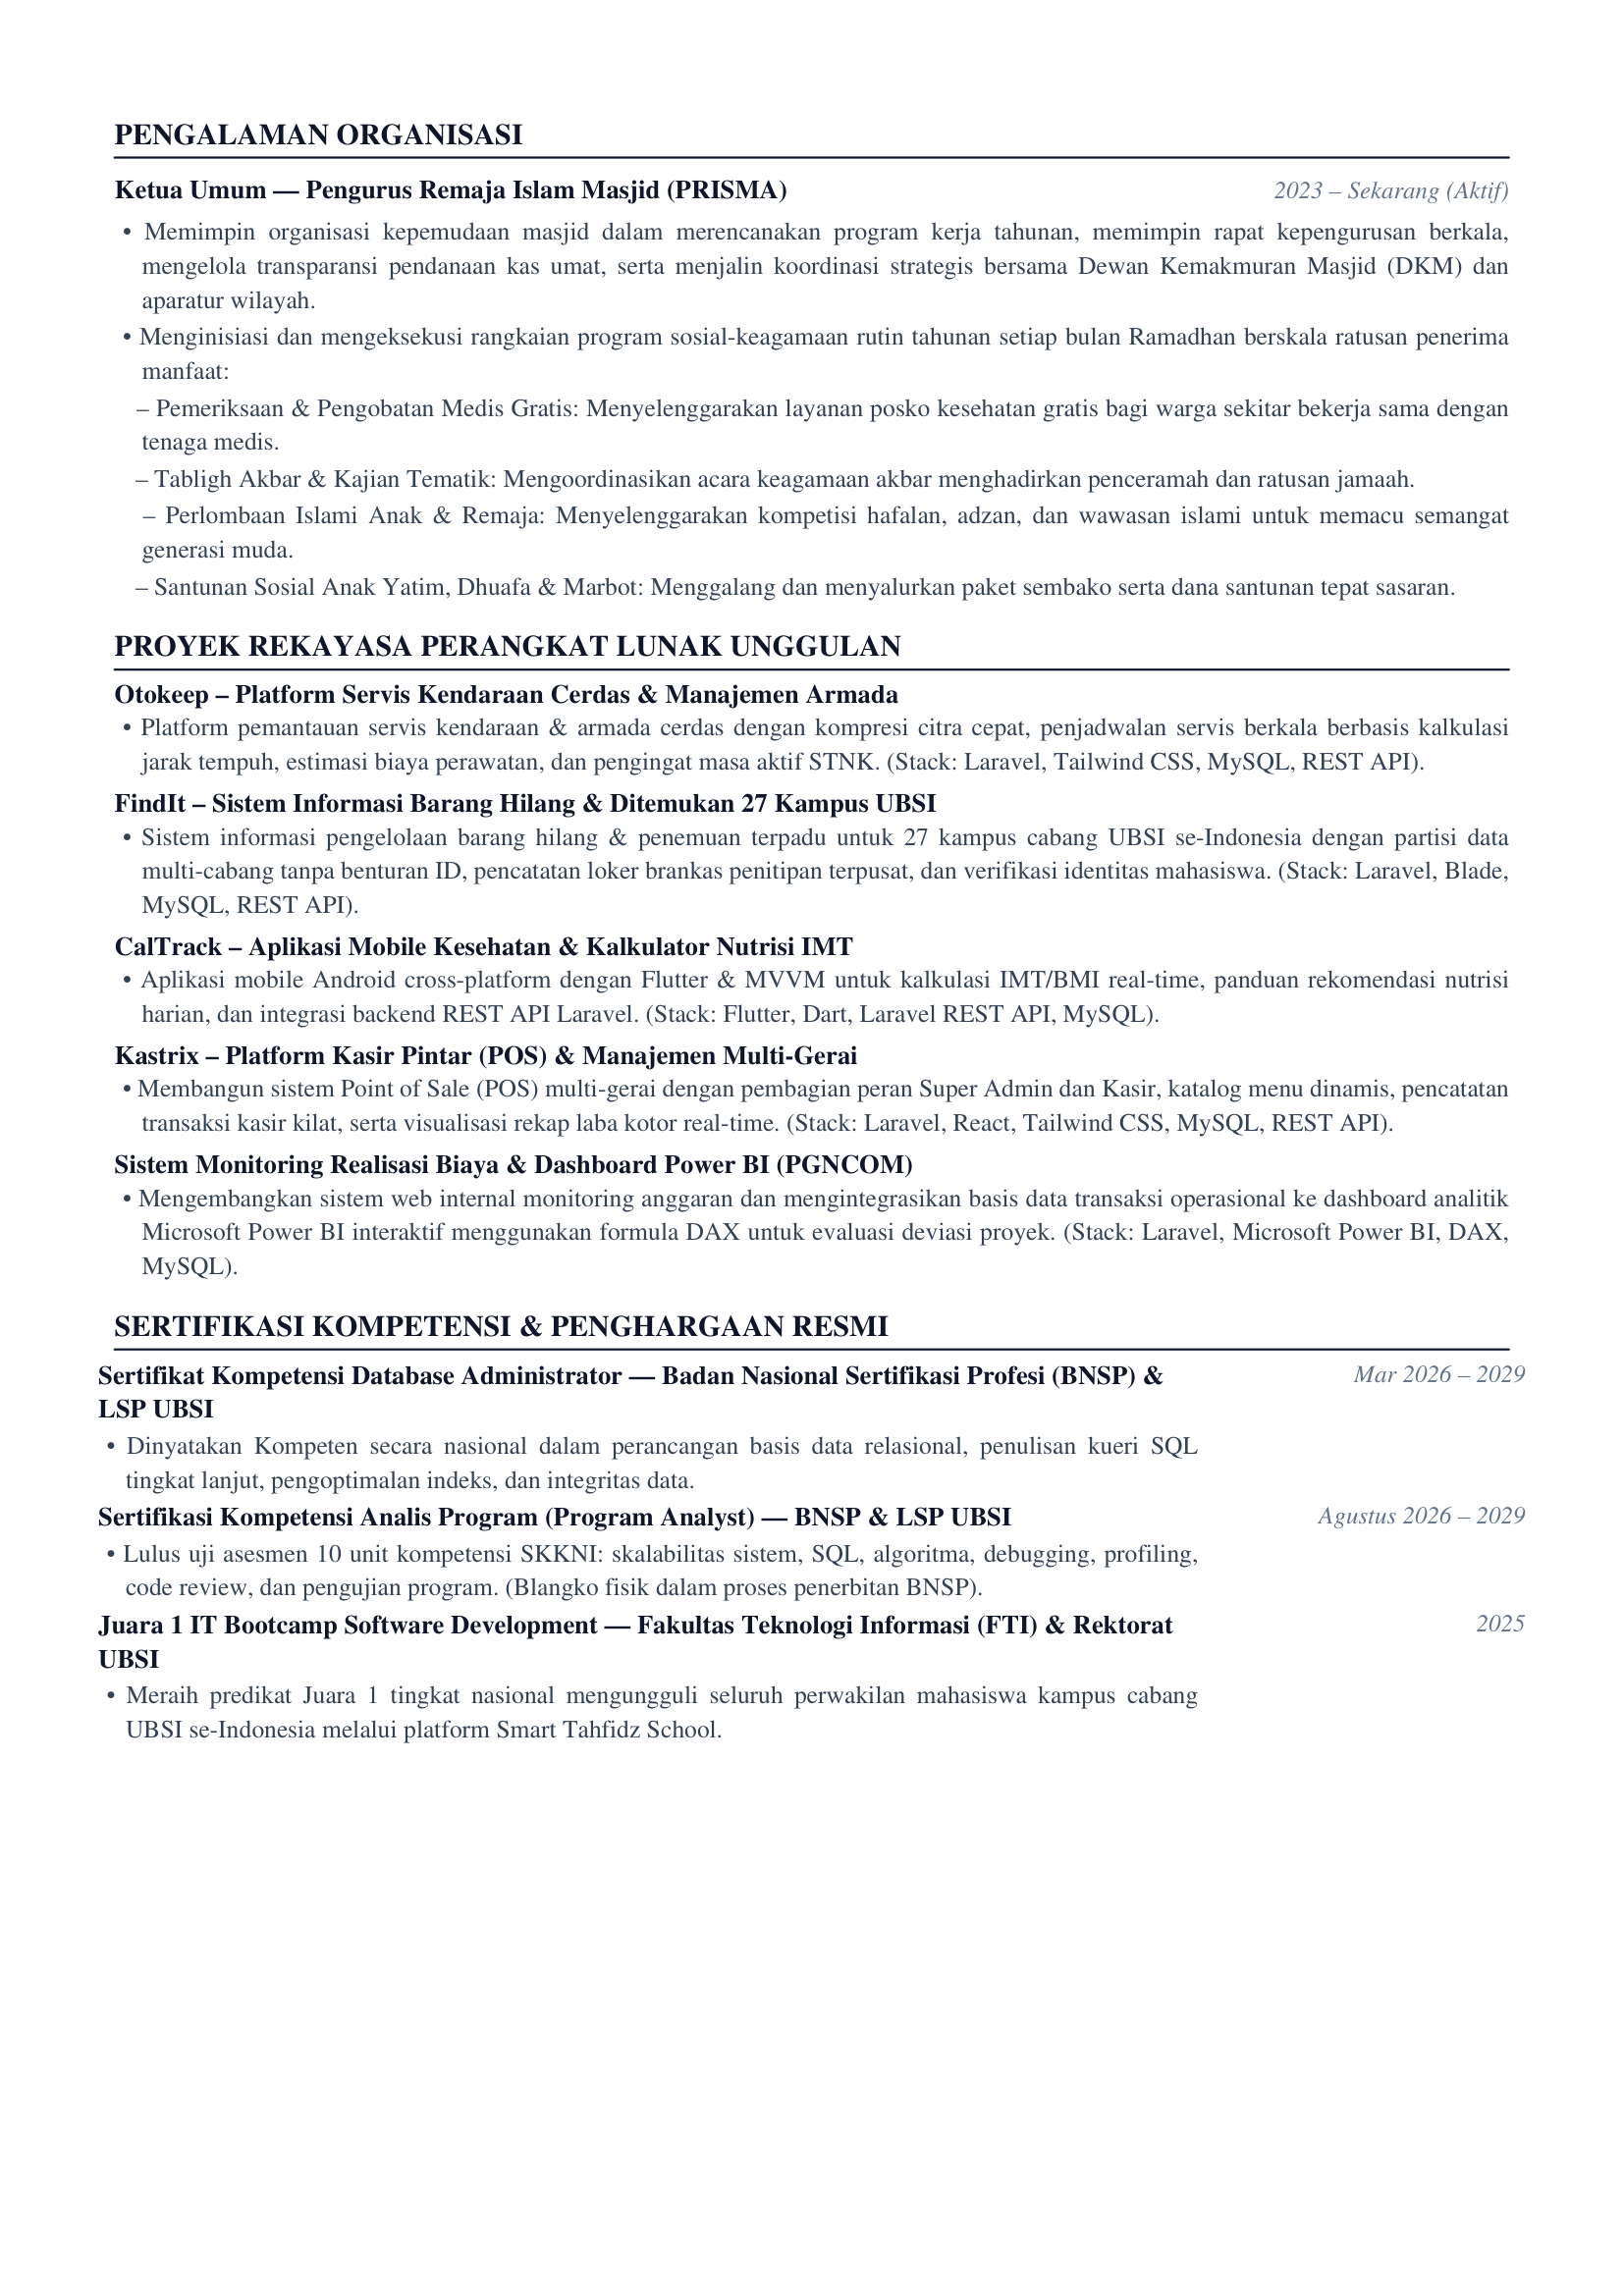 PENGALAMAN ORGANISASI
Ketua Umum — Pengurus Remaja Islam Masjid (PRISMA) 2023 – Sekarang (Aktif)
• Memimpin organisasi kepemudaan masjid dalam merencanakan program kerja tahunan, memimpin rapat kepengurusan berkala,
mengelola transparansi pendanaan kas umat, serta menjalin koordinasi strategis bersama Dewan Kemakmuran Masjid (DKM) dan
aparatur wilayah.
• Menginisiasi dan mengeksekusi rangkaian program sosial-keagamaan rutin tahunan setiap bulan Ramadhan berskala ratusan penerima
manfaat:
– Pemeriksaan & Pengobatan Medis Gratis: Menyelenggarakan layanan posko kesehatan gratis bagi warga sekitar bekerja sama dengan
tenaga medis.
– Tabligh Akbar & Kajian Tematik: Mengoordinasikan acara keagamaan akbar menghadirkan penceramah dan ratusan jamaah.
– Perlombaan Islami Anak & Remaja: Menyelenggarakan kompetisi hafalan, adzan, dan wawasan islami untuk memacu semangat
generasi muda.
– Santunan Sosial Anak Yatim, Dhuafa & Marbot: Menggalang dan menyalurkan paket sembako serta dana santunan tepat sasaran.
PROYEK REKAYASA PERANGKAT LUNAK UNGGULAN
Otokeep – Platform Servis Kendaraan Cerdas & Manajemen Armada
• Platform pemantauan servis kendaraan & armada cerdas dengan kompresi citra cepat, penjadwalan servis berkala berbasis kalkulasi
jarak tempuh, estimasi biaya perawatan, dan pengingat masa aktif STNK. (Stack: Laravel, Tailwind CSS, MySQL, REST API).
FindIt – Sistem Informasi Barang Hilang & Ditemukan 27 Kampus UBSI
• Sistem informasi pengelolaan barang hilang & penemuan terpadu untuk 27 kampus cabang UBSI se-Indonesia dengan partisi data
multi-cabang tanpa benturan ID, pencatatan loker brankas penitipan terpusat, dan verifikasi identitas mahasiswa. (Stack: Laravel, Blade,
MySQL, REST API).
CalTrack – Aplikasi Mobile Kesehatan & Kalkulator Nutrisi IMT
• Aplikasi mobile Android cross-platform dengan Flutter & MVVM untuk kalkulasi IMT/BMI real-time, panduan rekomendasi nutrisi
harian, dan integrasi backend REST API Laravel. (Stack: Flutter, Dart, Laravel REST API, MySQL).
Kastrix – Platform Kasir Pintar (POS) & Manajemen Multi-Gerai
• Membangun sistem Point of Sale (POS) multi-gerai dengan pembagian peran Super Admin dan Kasir, katalog menu dinamis, pencatatan
transaksi kasir kilat, serta visualisasi rekap laba kotor real-time. (Stack: Laravel, React, Tailwind CSS, MySQL, REST API).
Sistem Monitoring Realisasi Biaya & Dashboard Power BI (PGNCOM)
• Mengembangkan sistem web internal monitoring anggaran dan mengintegrasikan basis data transaksi operasional ke dashboard analitik
Microsoft Power BI interaktif menggunakan formula DAX untuk evaluasi deviasi proyek. (Stack: Laravel, Microsoft Power BI, DAX,
MySQL).
SERTIFIKASI KOMPETENSI & PENGHARGAAN RESMI
Sertifikat Kompetensi Database Administrator — Badan Nasional Sertifikasi Profesi (BNSP) & Mar 2026 – 2029
LSP UBSI
• Dinyatakan Kompeten secara nasional dalam perancangan basis data relasional, penulisan kueri SQL
tingkat lanjut, pengoptimalan indeks, dan integritas data.
Sertifikasi Kompetensi Analis Program (Program Analyst) — BNSP & LSP UBSI Agustus 2026 – 2029
• Lulus uji asesmen 10 unit kompetensi SKKNI: skalabilitas sistem, SQL, algoritma, debugging, profiling,
code review, dan pengujian program. (Blangko fisik dalam proses penerbitan BNSP).
Juara 1 IT Bootcamp Software Development — Fakultas Teknologi Informasi (FTI) & Rektorat 2025
UBSI
• Meraih predikat Juara 1 tingkat nasional mengungguli seluruh perwakilan mahasiswa kampus cabang
UBSI se-Indonesia melalui platform Smart Tahfidz School.